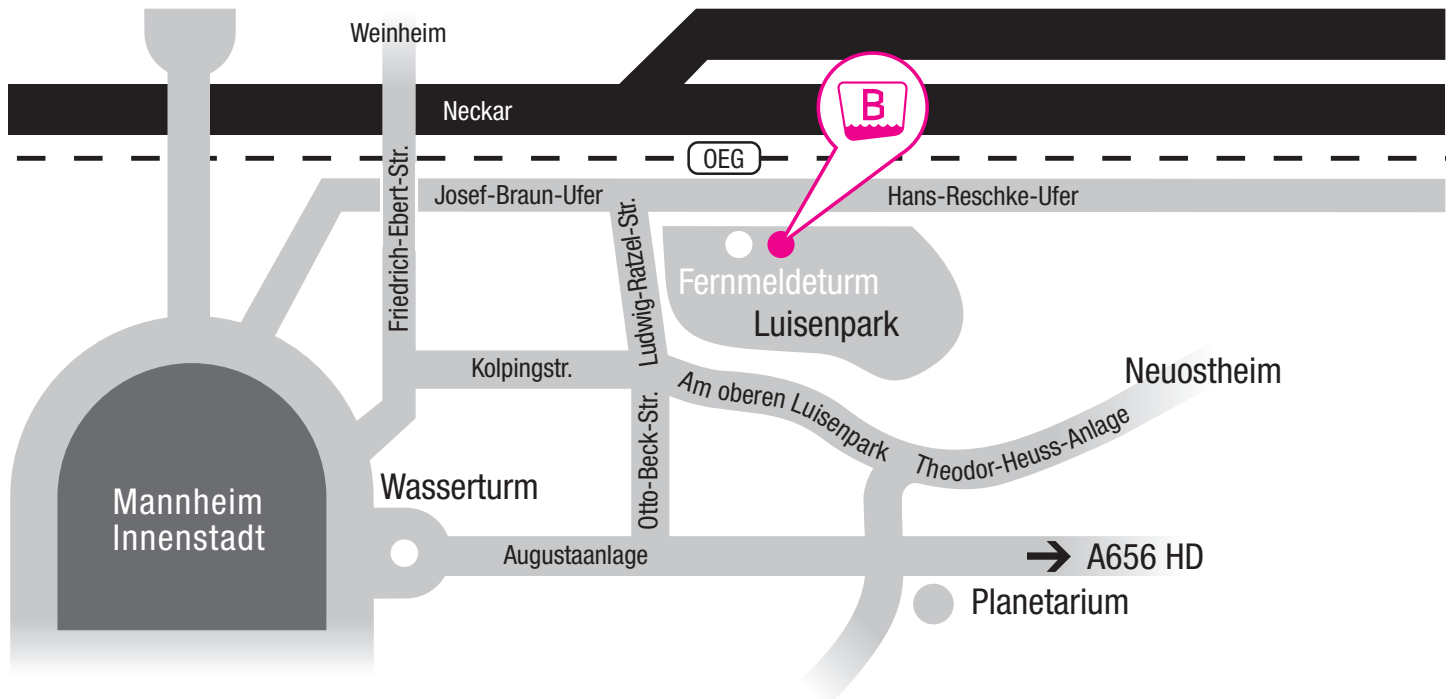 Weinheim
Neckar
B
OEG
Friedrich-Ebert-Str.
Josef-Braun-Ufer
Ludwig-Ratzel-Str.
Hans-Reschke-Ufer
Fernmeldeturm
Luisenpark
Kolpingstr.
Am oberen Luisenpark
Neuostheim
Theodor-Heuss-Anlage
Otto-Beck-Str.
Wasserturm
Mannheim
Innenstadt
Augustaanlage
A656 HD
Planetarium